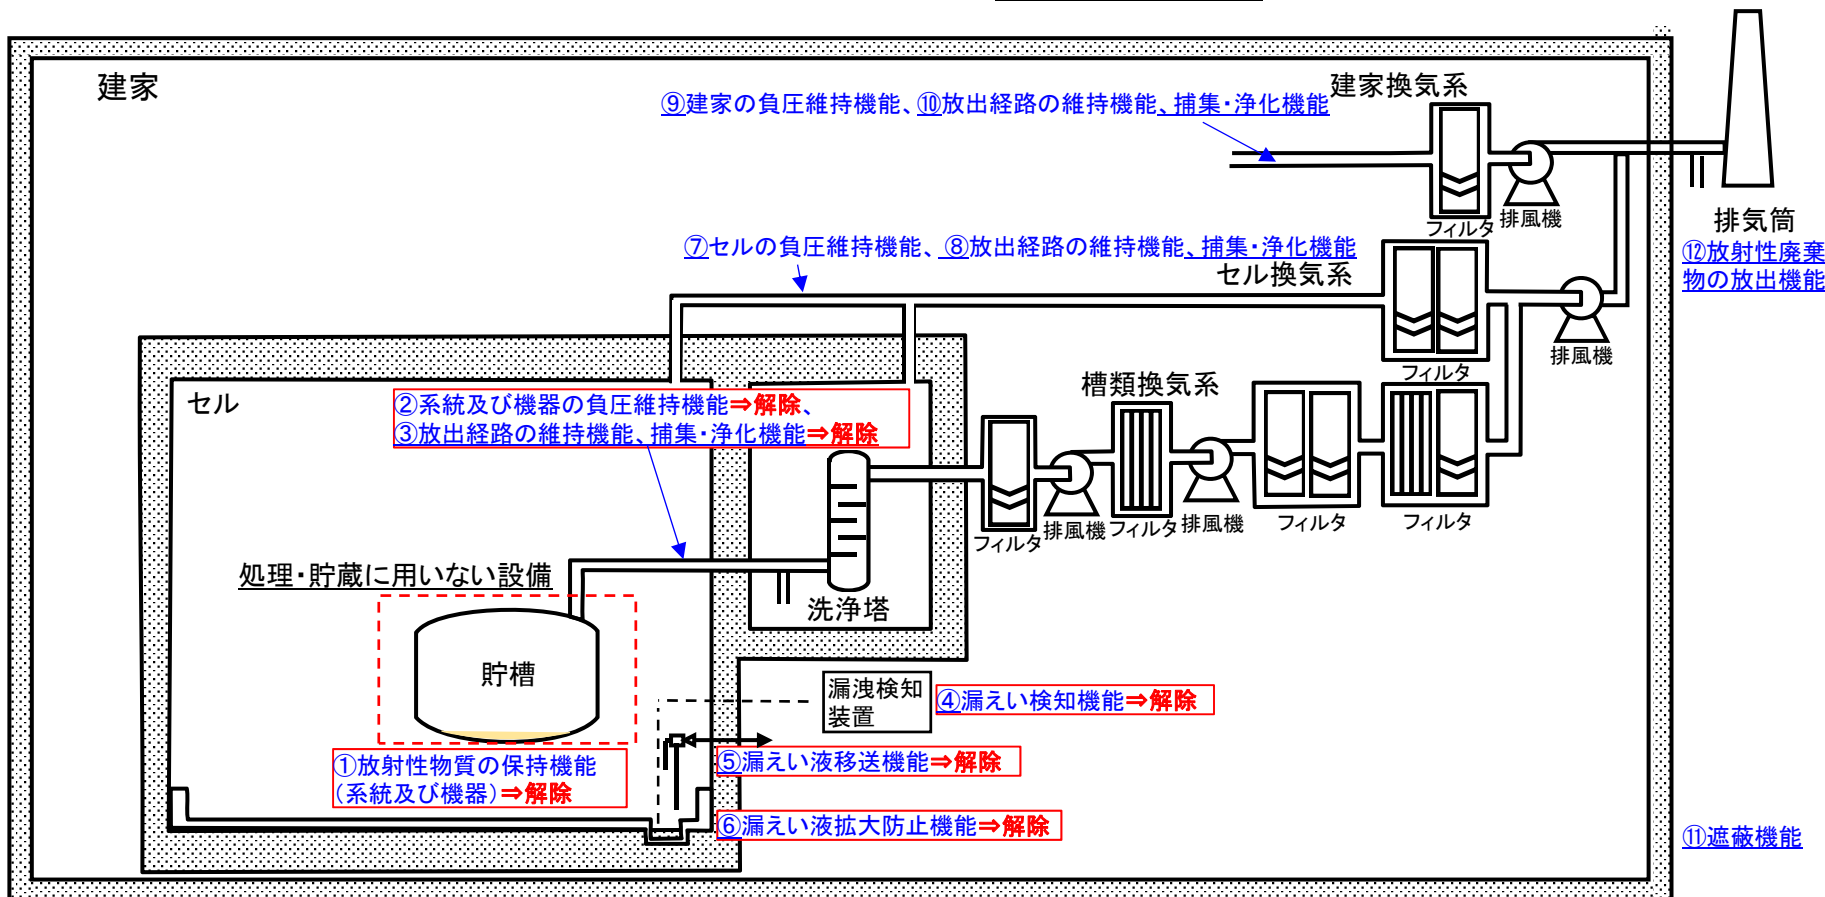 建家
建家換気系
⑨建家の負圧維持機能、⑩放出経路の維持機能、捕集・浄化機能
フィルタ
排風機
排気筒
⑫放射性廃棄
物の放出機能
⑦セルの負圧維持機能、⑧放出経路の維持機能、捕集・浄化機能
セル換気系
フィルタ
排風機
セル
②系統及び機器の負圧維持機能⇒解除、
③放出経路の維持機能、捕集・浄化機能⇒解除
槽類換気系
フィルタ
排風機
フィルタ
排風機
フィルタ
フィルタ
処理・貯蔵に用いない設備
洗浄塔
貯槽
漏洩検知
装置
④漏えい検知機能⇒解除
①放射性物質の保持機能
（系統及び機器）⇒解除
⑤漏えい液移送機能⇒解除
⑥漏えい液拡大防止機能⇒解除
⑪遮蔽機能